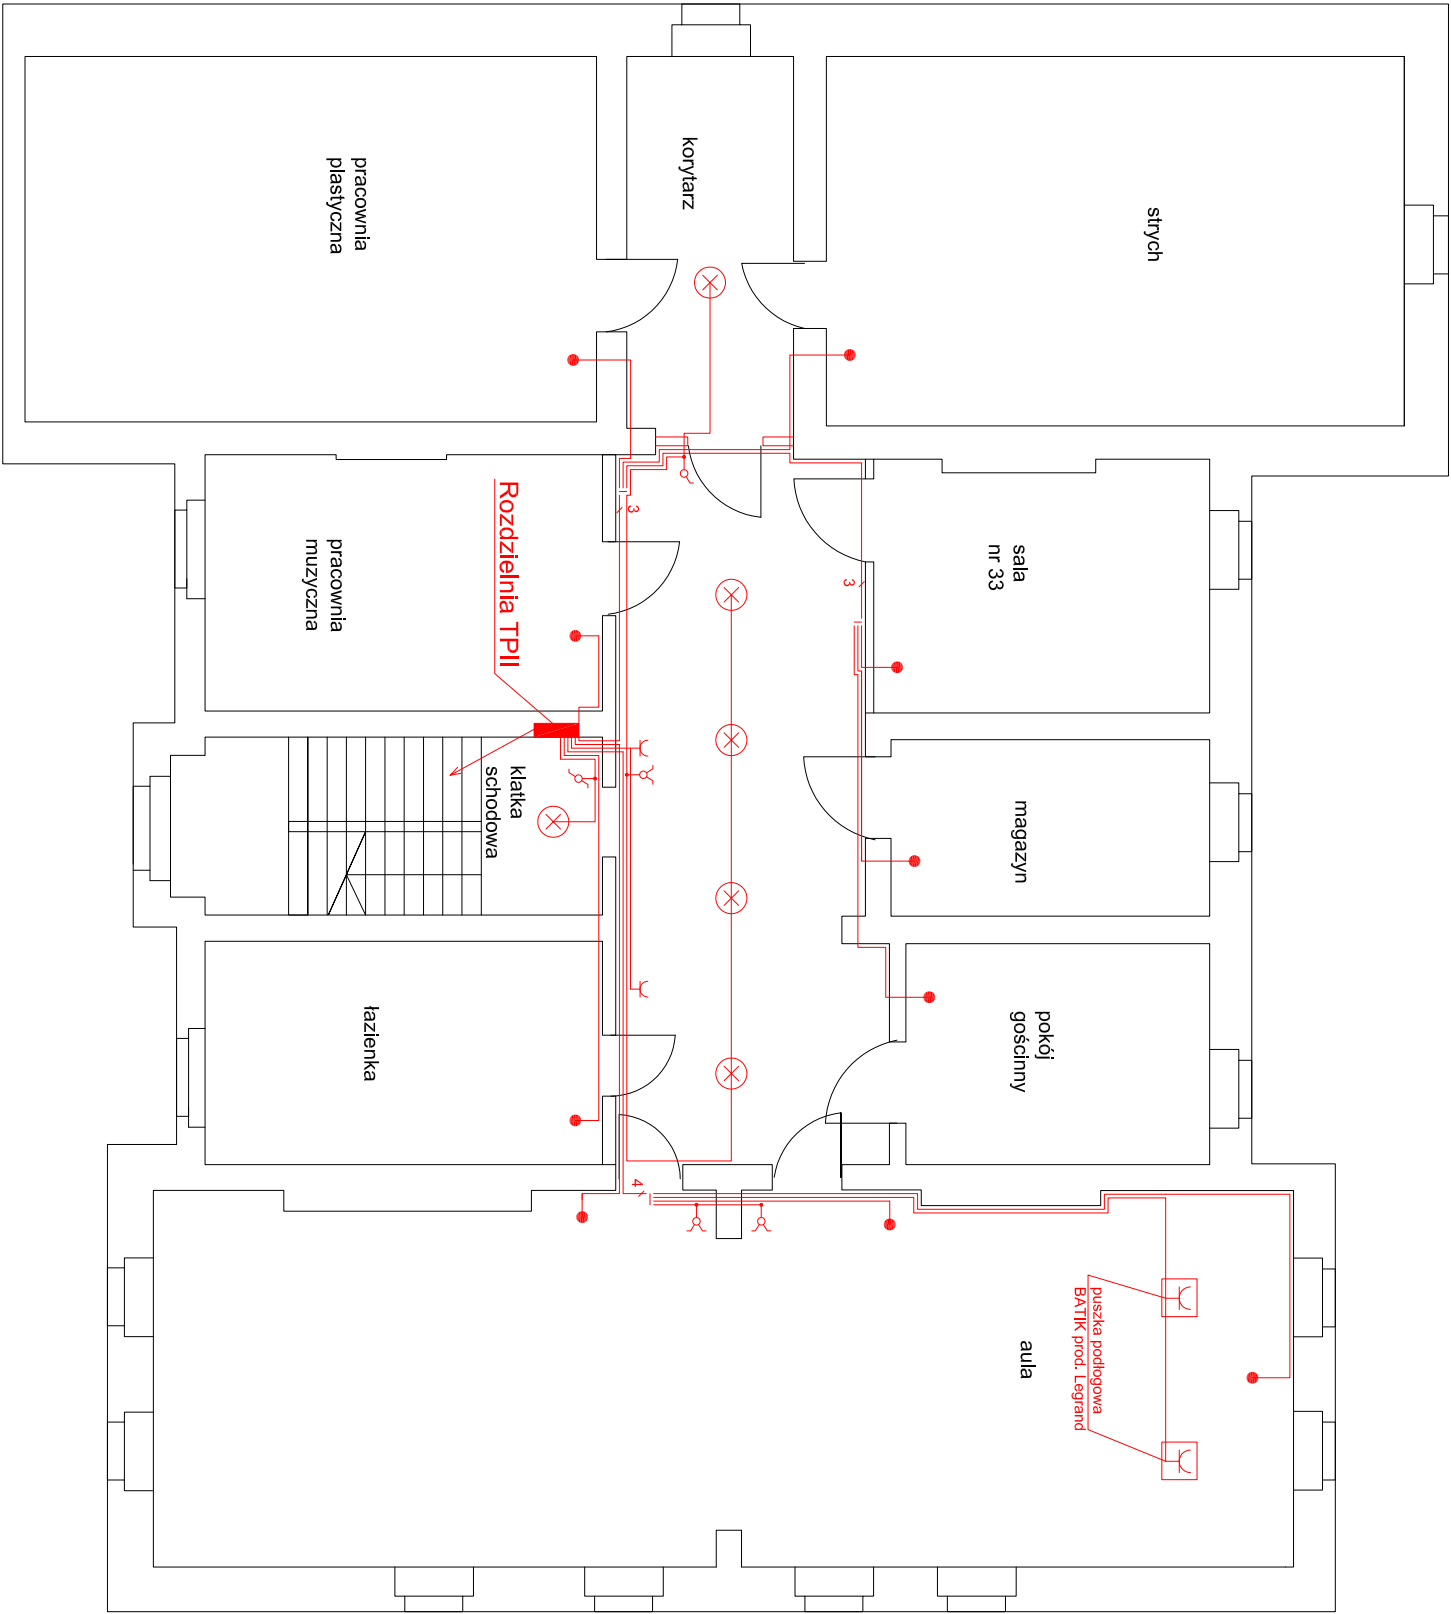 pracownia
plastyczna
korytarz
strych
pracownia
muzyczna
Rozdzielnia TPII
3
3
sala
nr 33
klatka
schodowa
magazyn
łazienka
pokój
gościnny
4
aula
puszka podłogowa
BATIK prod. Legrand